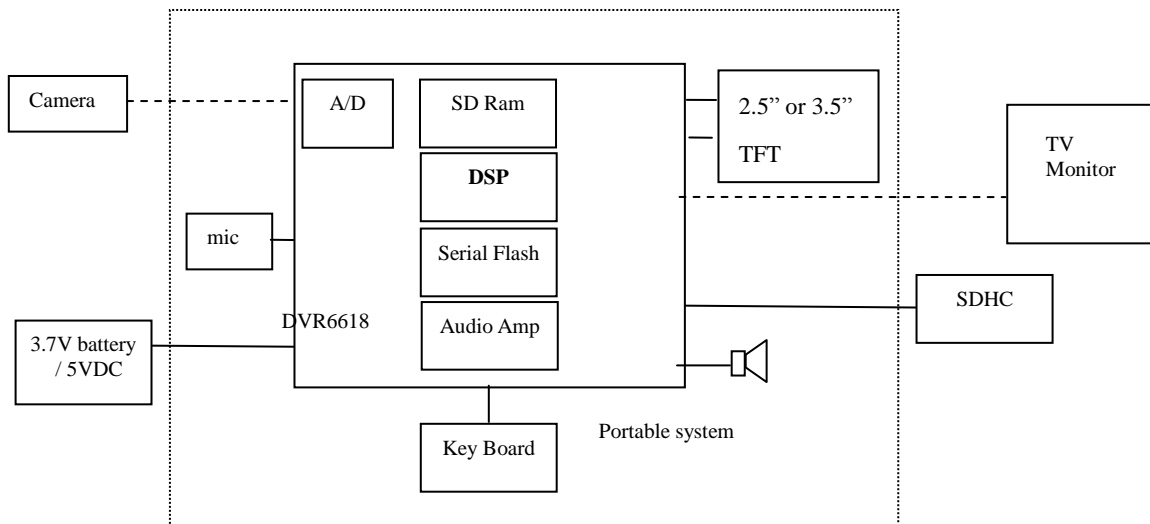 Camera
A/D
SD Ram
2.5” or 3.5”
TFT
TV
Monitor
DSP
mic
Serial Flash
SDHC
DVR6618
Audio Amp
3.7V battery
/ 5VDC
Key Board
Portable system